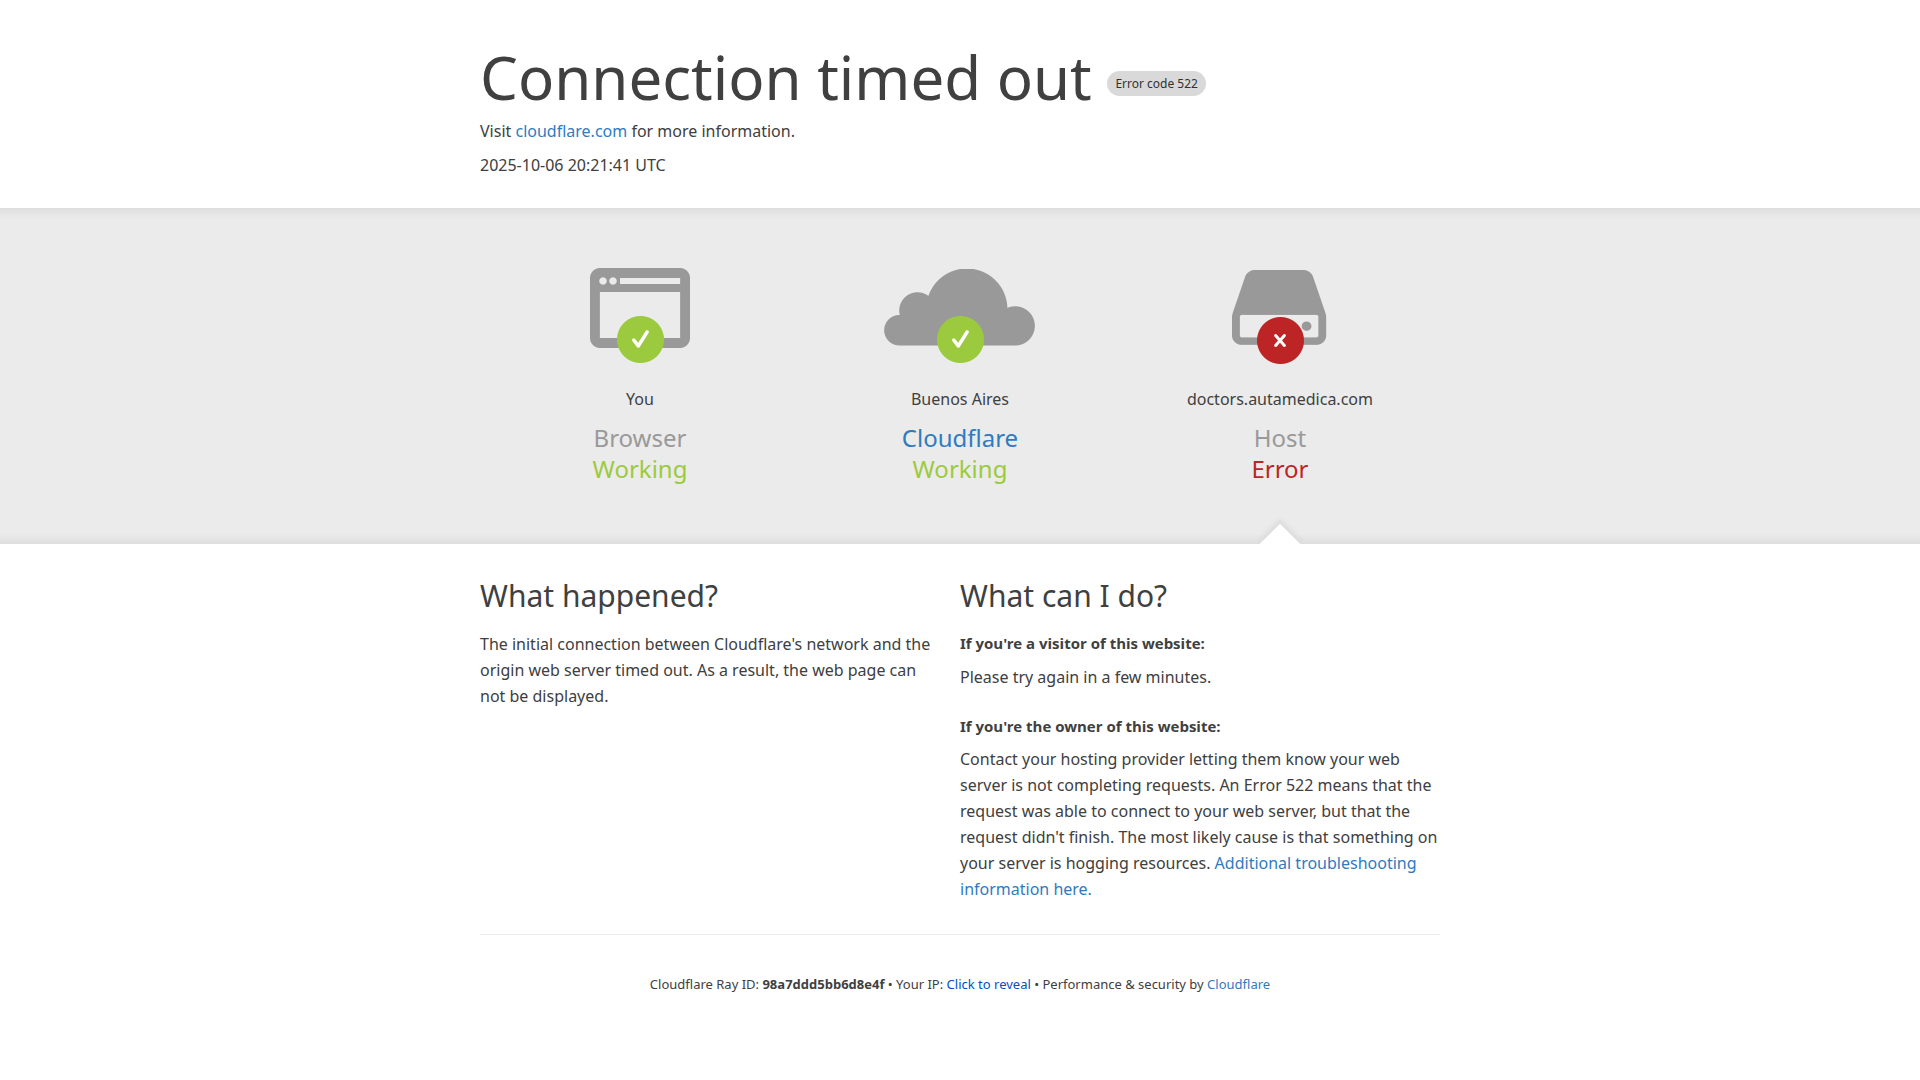 Connection timed out Error code 522
Visit cloudflare.com for more information.
2025-10-06 20:21:41 UTC
You
Browser
Working
Buenos Aires
Cloudflare
Working
doctors.autamedica.com
Host
Error
What happened?
The initial connection between Cloudflare's network and the
origin web server timed out. As a result, the web page can
not be displayed.
What can I do?
If you're a visitor of this website:
Please try again in a few minutes.
If you're the owner of this website:
Contact your hosting provider letting them know your web
server is not completing requests. An Error 522 means that the
request was able to connect to your web server, but that the
request didn't finish. The most likely cause is that something on
your server is hogging resources. Additional troubleshooting
information here.
Cloudflare Ray ID: 98a7ddd5bb6d8e4f • Your IP: Click to reveal • Performance & security by Cloudflare